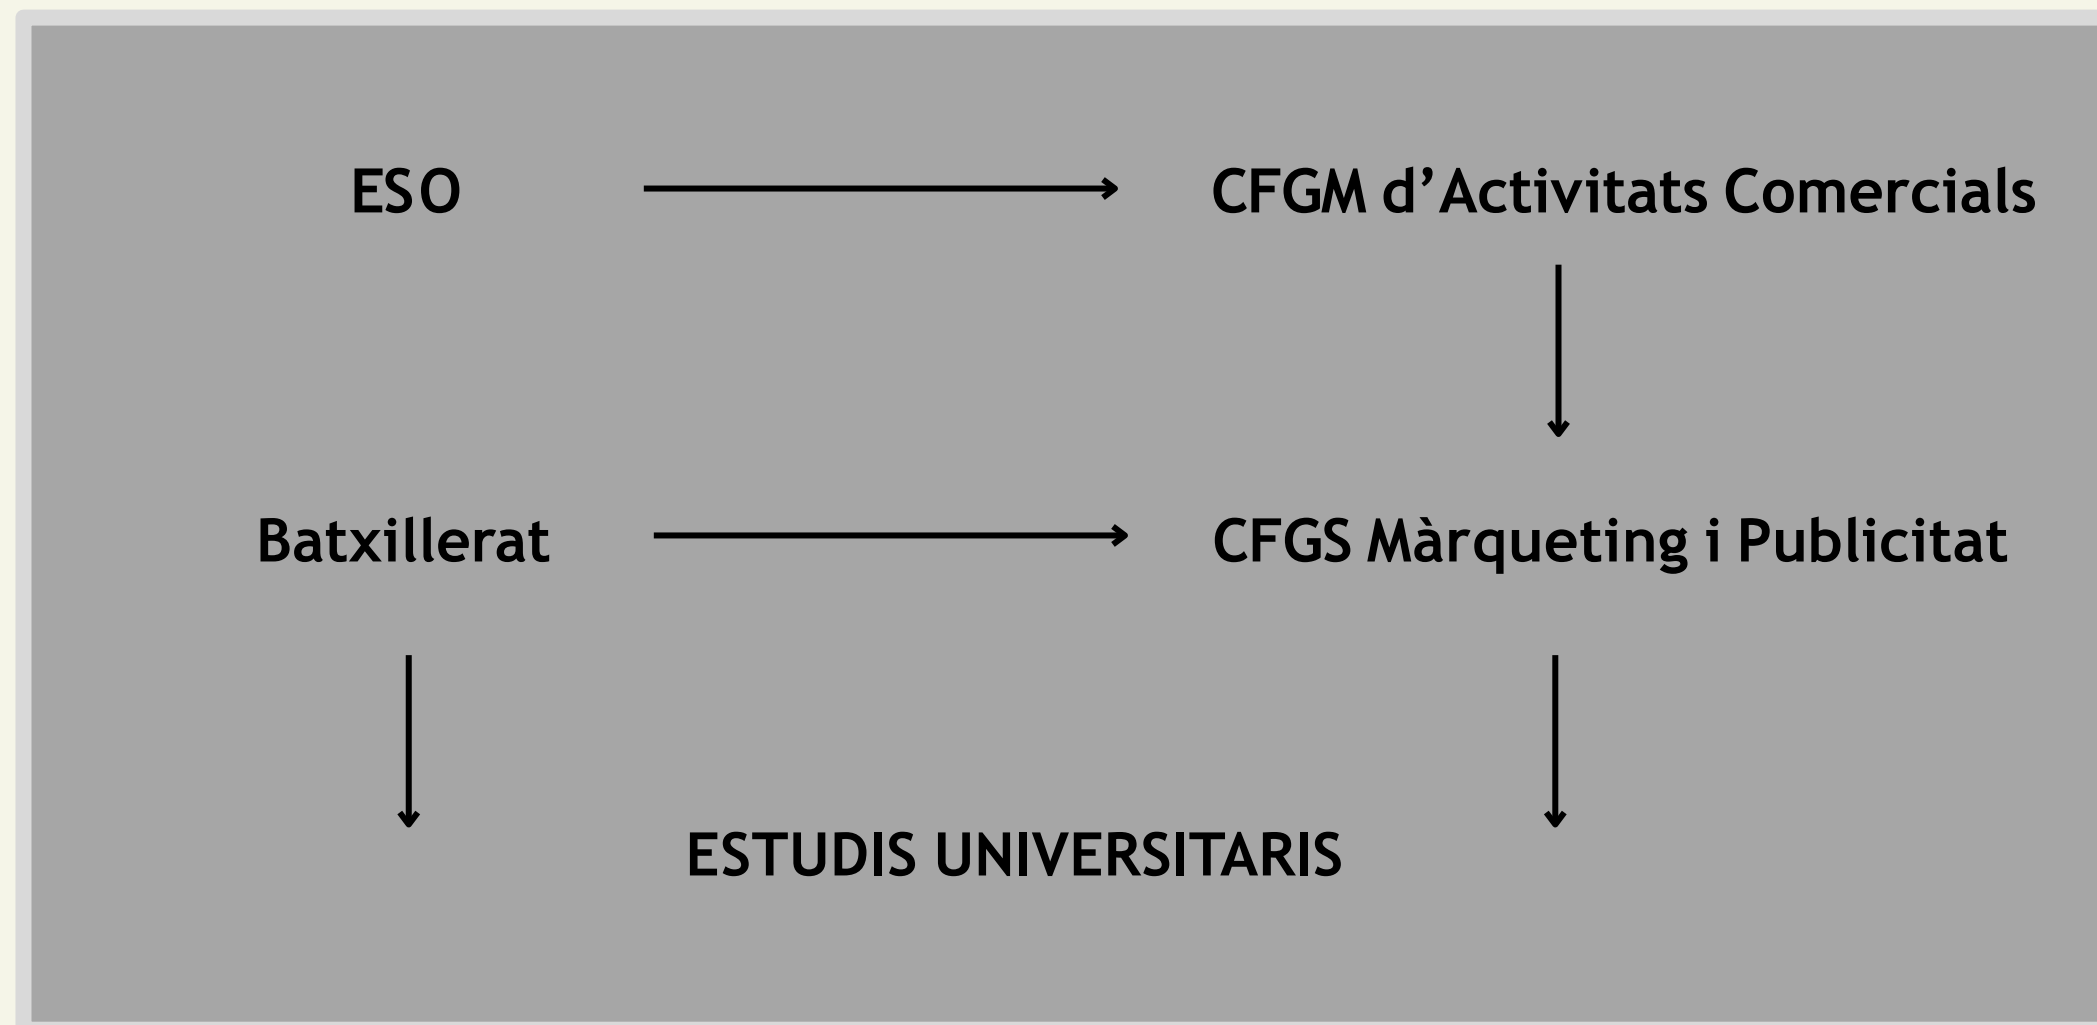 ESO
CFGM d’Activitats Comercials
Batxillerat
CFGS Màrqueting i Publicitat
ESTUDIS UNIVERSITARIS